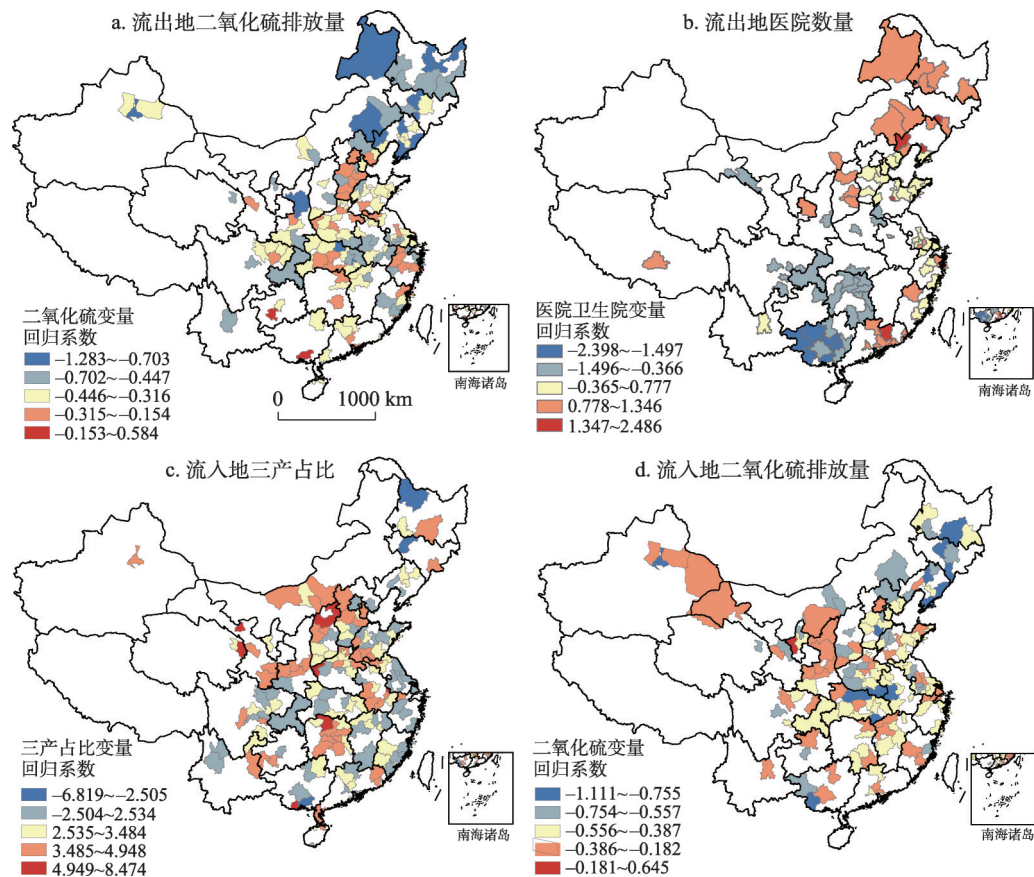 a. 流出地二氧化硫排放量
二氧化硫变量
回归系数
−1.283~−0.703
−0.702~−0.447
−0.446~−0.316
−0.315~−0.154
−0.153~0.584
0 1000 km
南海诸岛
b. 流出地医院数量
医院卫生院变量
回归系数
−2.398~−1.497
−1.496~−0.366
−0.365~0.777
0.778~1.346
1.347~2.486
南海诸岛
c. 流入地三产占比
三产占比变量
回归系数
−6.819~−2.505
−2.504~2.534
2.535~3.484
3.485~4.948
4.949~8.474
南海诸岛
d. 流入地二氧化硫排放量
二氧化硫变量
回归系数
−1.111~−0.755
−0.754~−0.557
−0.556~−0.387
−0.386~−0.182
−0.181~0.645
南海诸岛